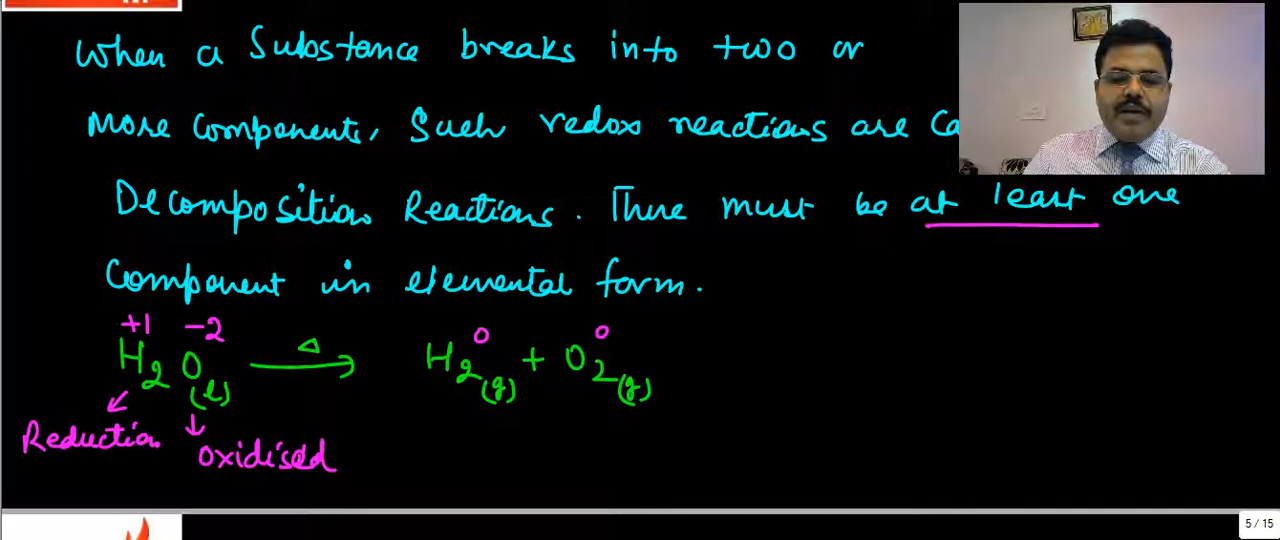 When a Substance breaks into two or
More Components, Such redox reactions are
Decomposition Reactions. There must be at least one
Component in elemental form.
+1 -2 0 0
H2O(l) —Δ→ H2(g) + O2(g)
Reduction
oxidised
5 / 15